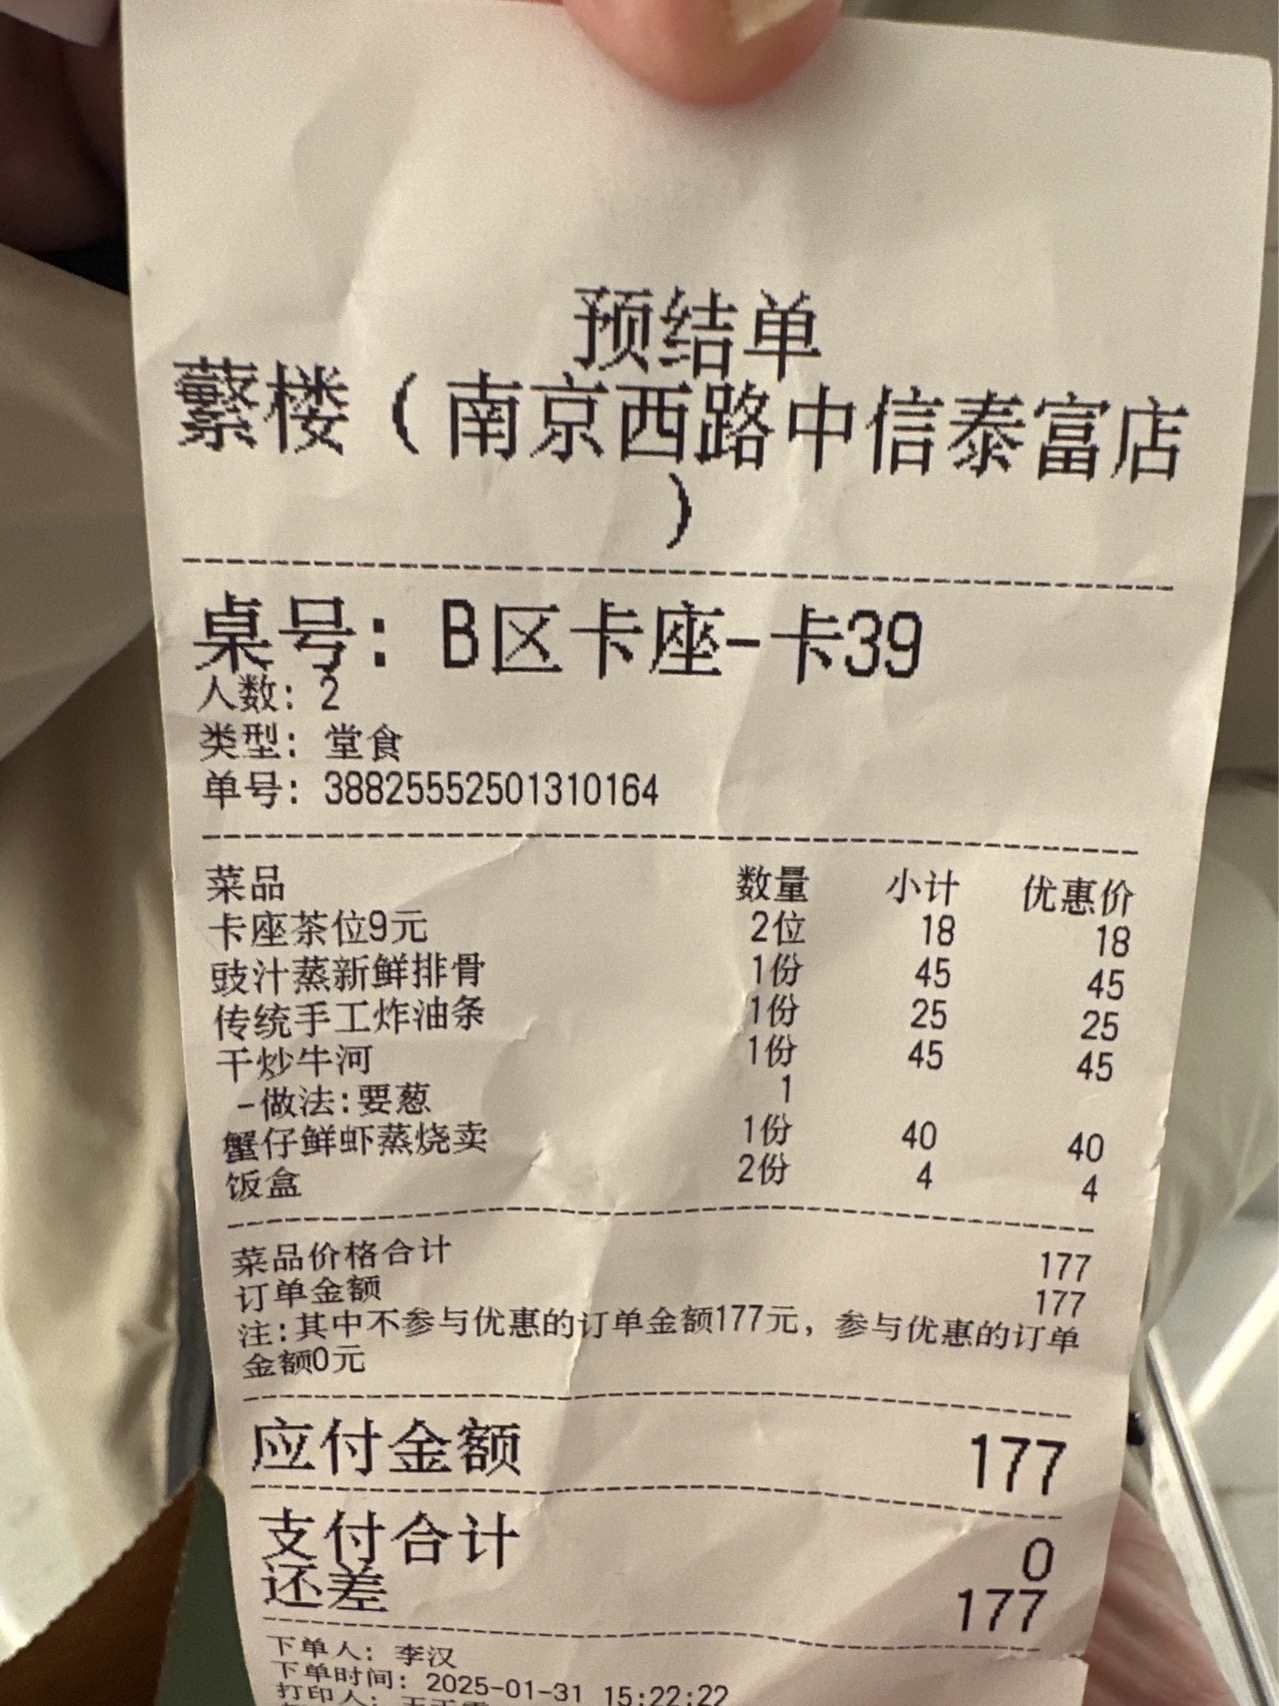 预结单
蘩楼（南京西路中信泰富店
）
桌号：B区卡座-卡39
人数：2
类型：堂食
单号：38825552501310164
菜品 数量 小计 优惠价
卡座茶位9元 2位 18 18
豉汁蒸新鲜排骨 1份 45 45
传统手工炸油条 1份 25 25
干炒牛河 1份 45 45
-做法:要葱 1
蟹仔鲜虾蒸烧卖 1份 40 40
饭盒 2份 4 4
菜品价格合计 177
订单金额 177
注:其中不参与优惠的订单金额177元，参与优惠的订单
金额0元
应付金额 177
支付合计 0
还差 177
下单人：李汉
下单时间：2025-01-31 15:22:22
打印人：